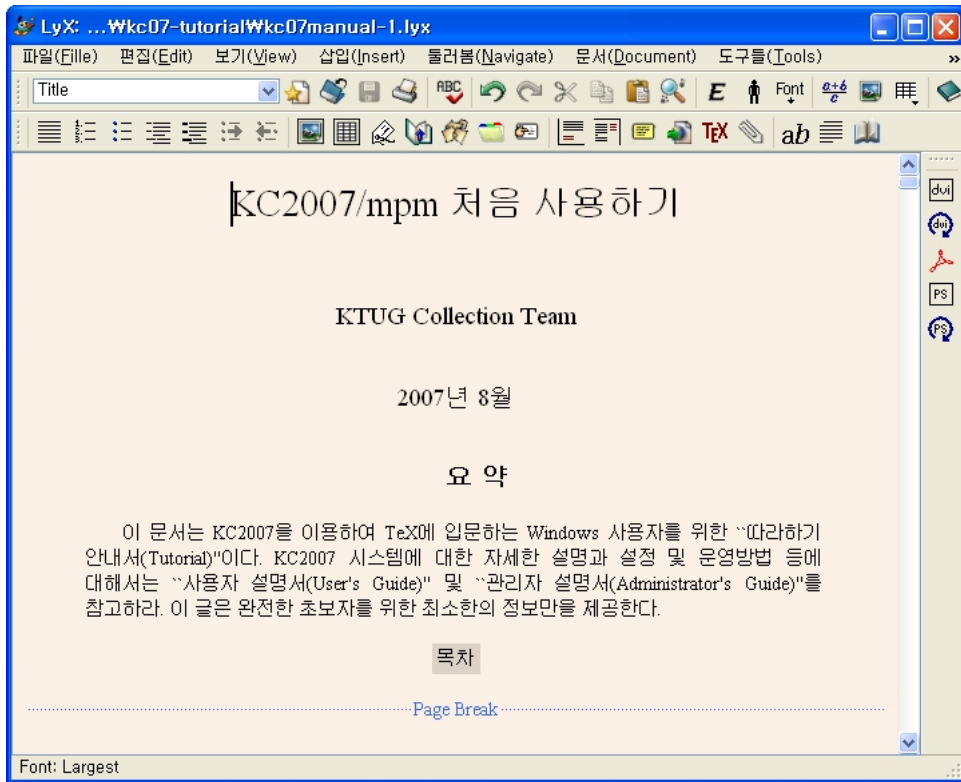 LyX: ...₩kc07-tutorial₩kc07manual-1.lyx
파일(Fille) 편집(Edit) 보기(View) 삽입(Insert) 둘러봄(Navigate) 문서(Document) 도구들(Tools) »
Title ABC E Font a+b c
TEX ab
KC2007/mpm 처음 사용하기
dvi
dvi
KTUG Collection Team
PS
PS
2007년 8월
요 약
이 문서는 KC2007을 이용하여 TeX에 입문하는 Windows 사용자를 위한 ``따라하기
안내서(Tutorial)"이다. KC2007 시스템에 대한 자세한 설명과 설정 및 운영방법 등에
대해서는 ``사용자 설명서(User's Guide)" 및 ``관리자 설명서(Administrator's Guide)"를
참고하라. 이 글은 완전한 초보자를 위한 최소한의 정보만을 제공한다.
목차
Page Break
Font: Largest